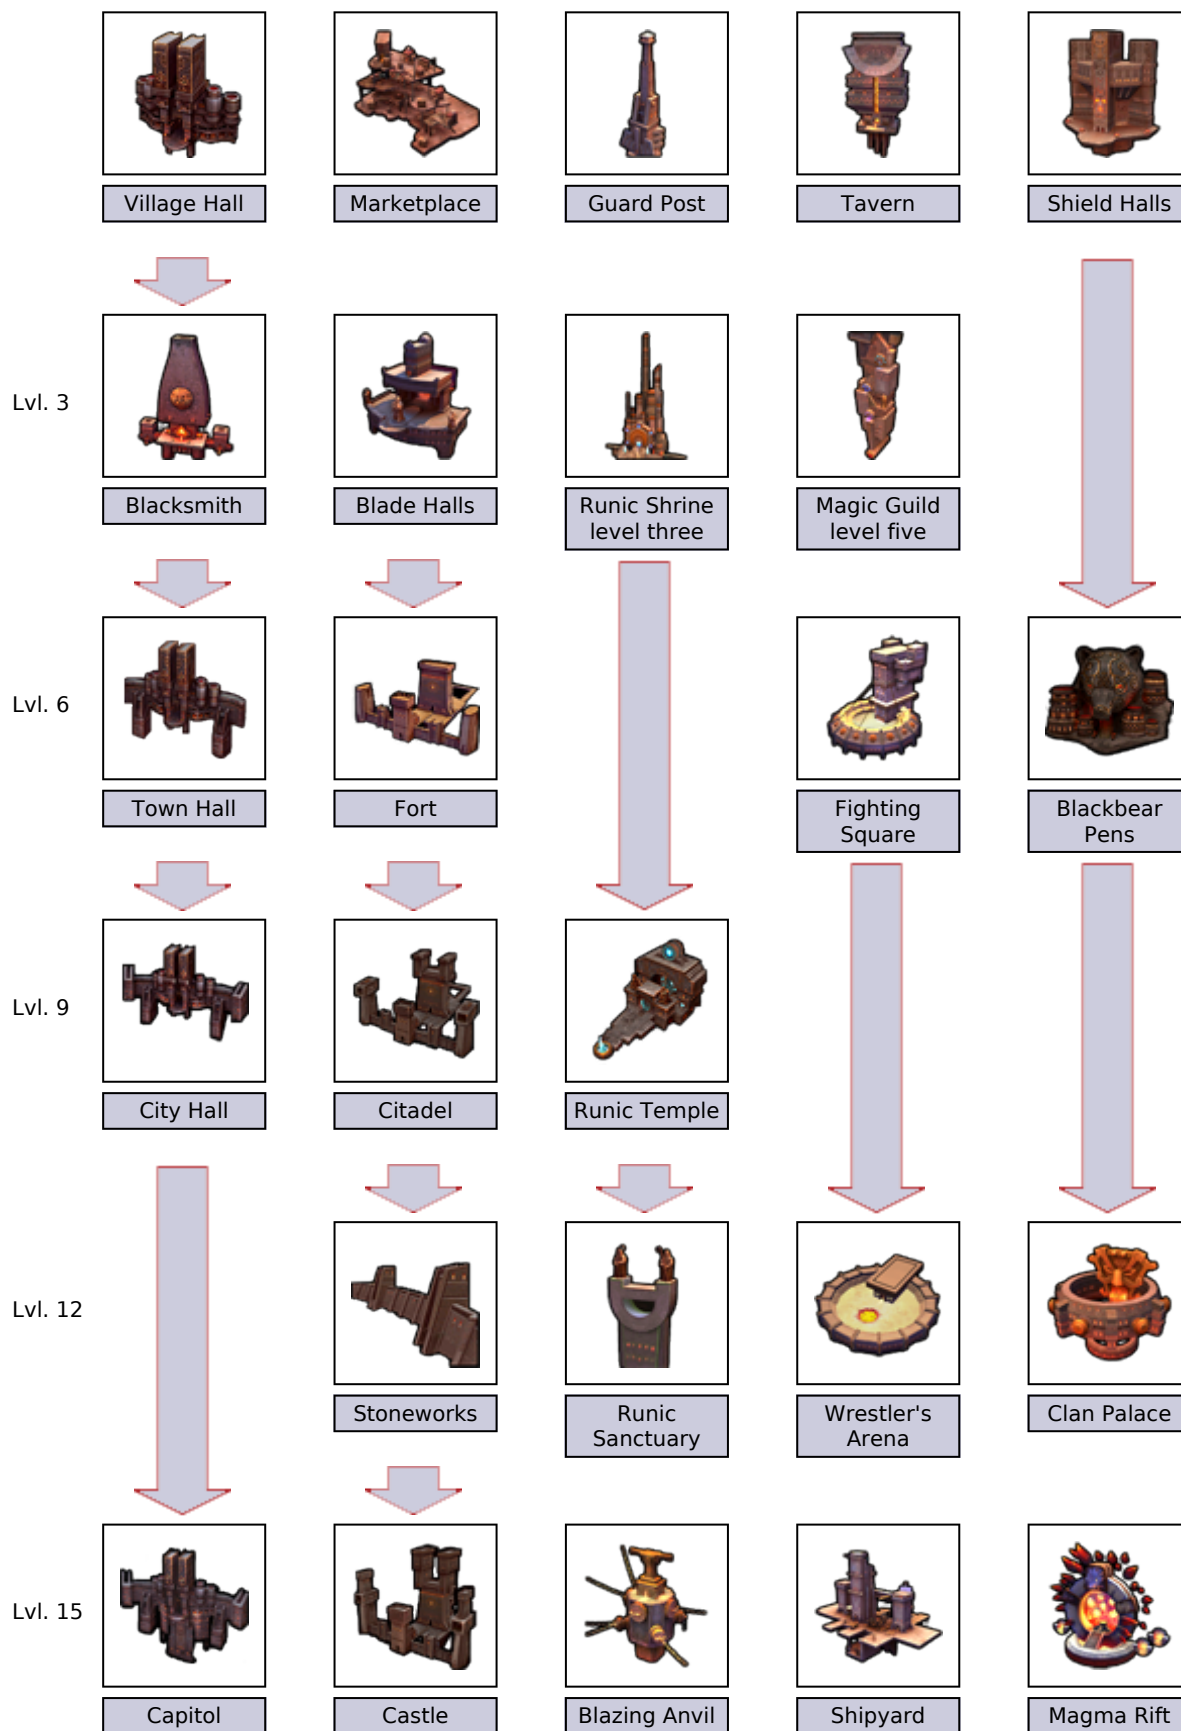 Village Hall
Marketplace
Guard Post
Tavern
Shield Halls
Lvl. 3
Blacksmith
Blade Halls
Runic Shrine
level three
Magic Guild
level five
Lvl. 6
Town Hall
Fort
Fighting
Square
Blackbear
Pens
Lvl. 9
City Hall
Citadel
Runic Temple
Lvl. 12
Stoneworks
Runic
Sanctuary
Wrestler's
Arena
Clan Palace
Lvl. 15
Capitol
Castle
Blazing Anvil
Shipyard
Magma Rift